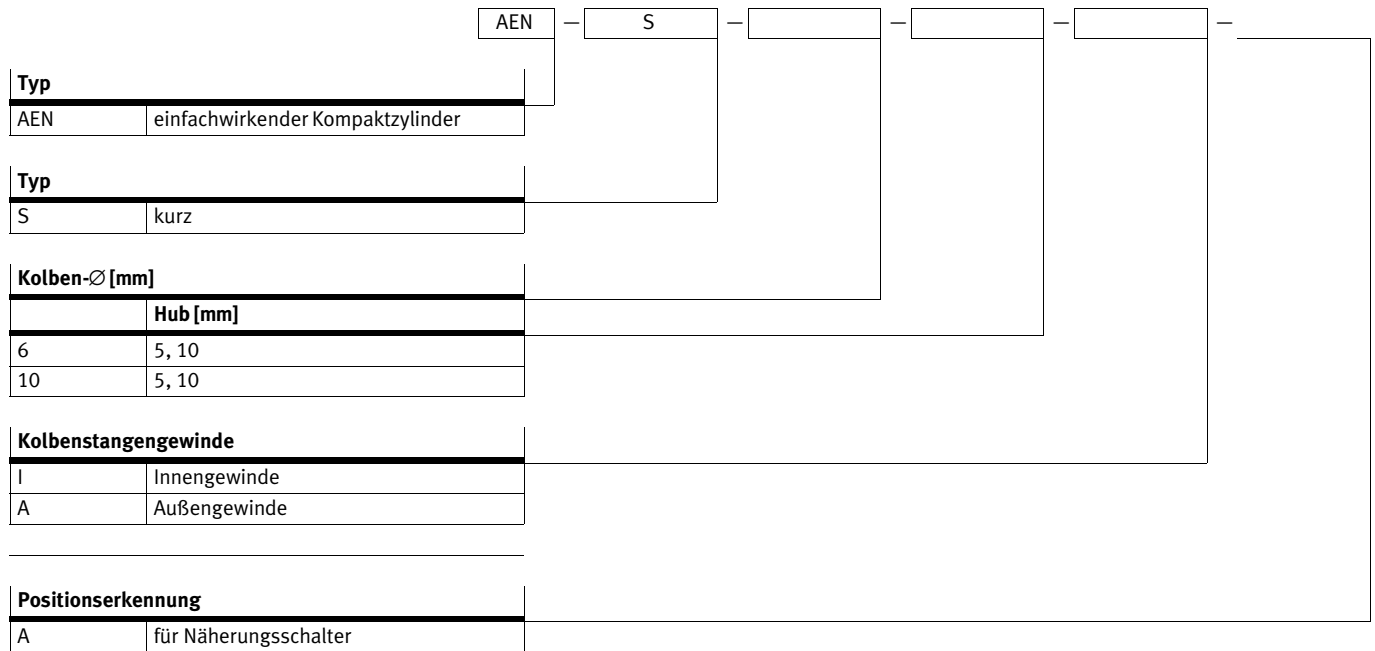 AEN — S — — — —
Typ
AEN einfachwirkender Kompaktzylinder
Typ
S kurz
Kolben-∅ [mm]
Hub [mm]
6 5, 10
10 5, 10
Kolbenstangengewinde
I Innengewinde
A Außengewinde
Positionserkennung
A für Näherungsschalter